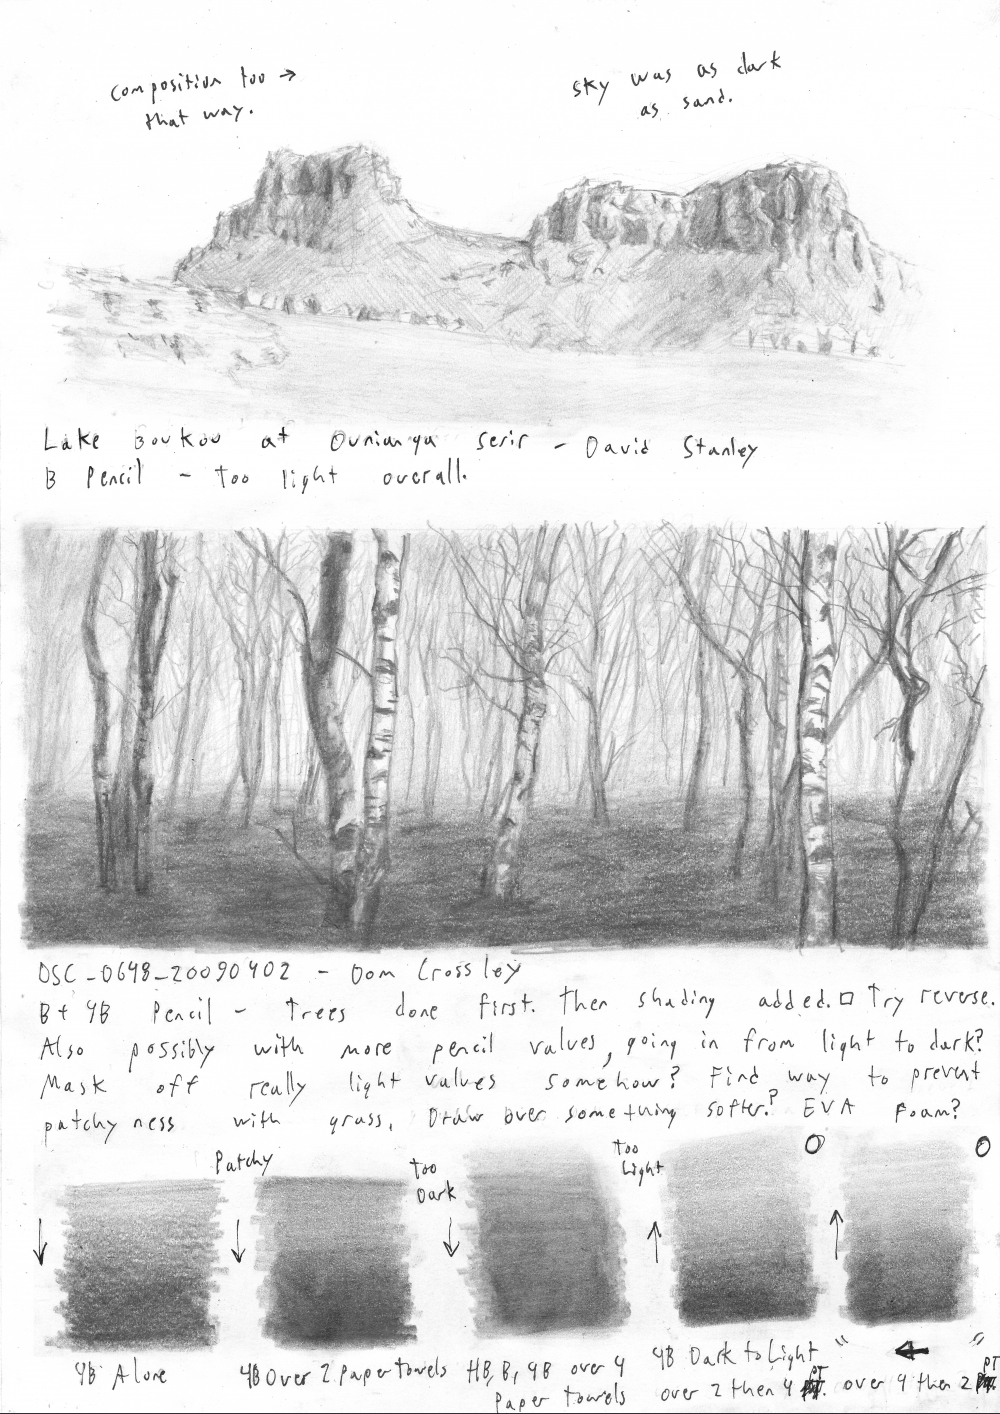 composition too →
that way.
sky was as dark
as sand.
Lake Boukou at Ounianga serir - David Stanley
B Pencil - too light overall.
DSC_0648_20090402 - Dom Crossley
B + 4B Pencil - Trees done first. Then shading added. □ Try reverse.
Also possibly with more pencil values, going in from light to dark?
Mask off really light values somehow? Find way to prevent
patchyness with grass. Draw over something softer? EVA Foam?
Patchy
Too
Dark
Too
Light
4B Alone
4B Over 2 Paper towels
HB, B, 4B over 4
Paper towels
4B Dark to Light
over 2 then 4 PT.
" ← "
over 4 then 2 PT